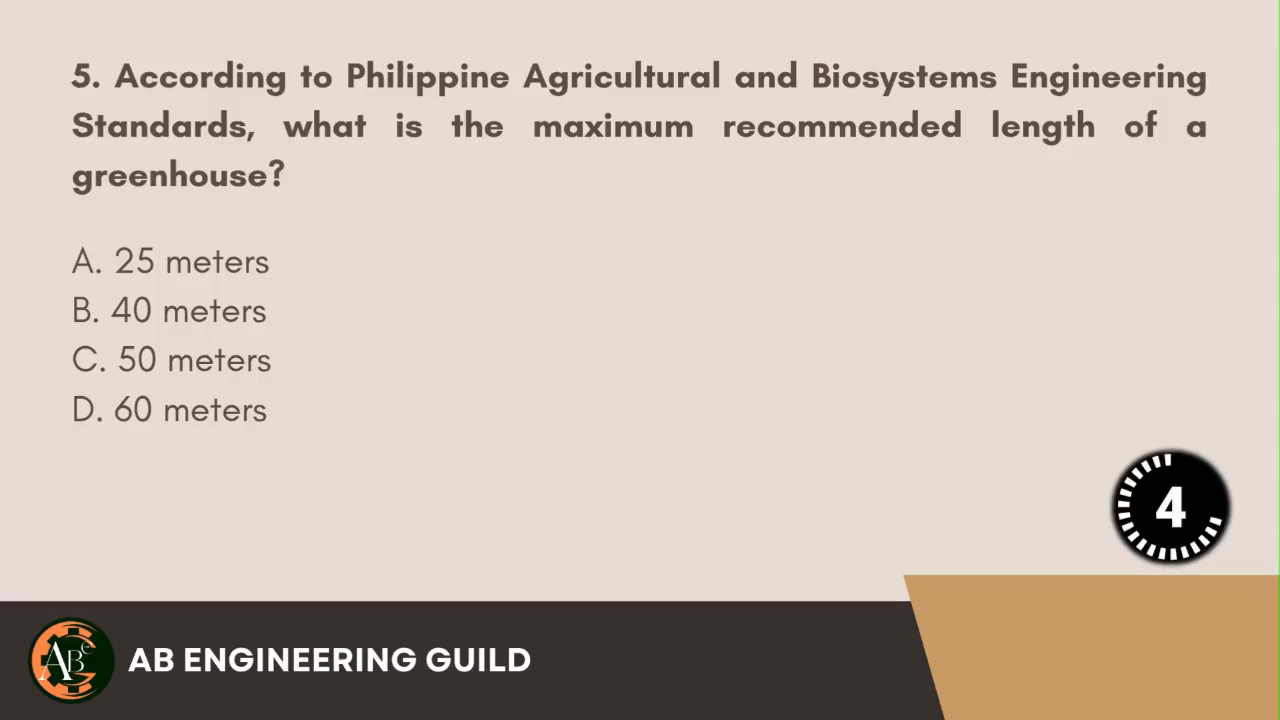 5. According to Philippine Agricultural and Biosystems Engineering
Standards, what is the maximum recommended length of a
greenhouse?
A. 25 meters
B. 40 meters
C. 50 meters
D. 60 meters
4
ABe
AB ENGINEERING GUILD